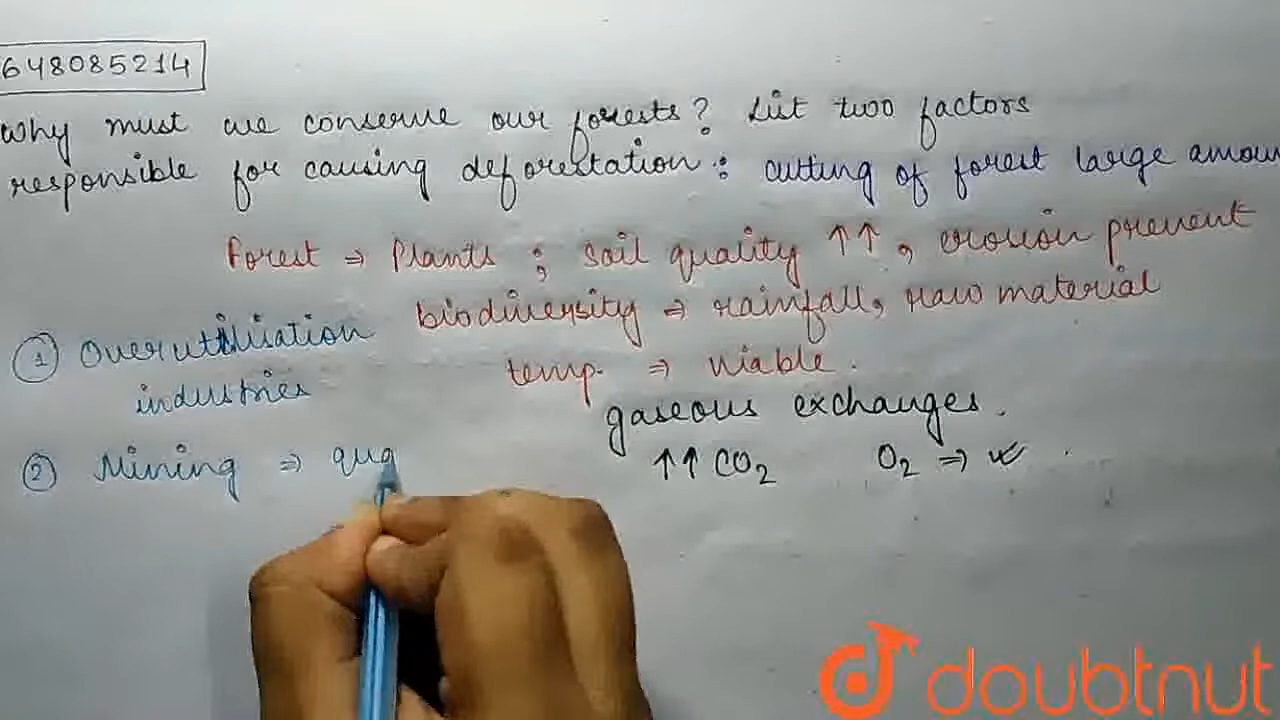 648085214
Why must we conserve our forests? List two factors
responsible for causing deforestation : cutting of forest large amoun
Forest ⇒ Plants ; soil quality ↑↑ , erosion prevent
biodiversity ⇒ rainfall, raw material
temp. ⇒ viable .
① Overutilisation
industries
gaseous exchanges .
② Mining ⇒ qua
↑↑ CO₂ O₂ ⇒
doubtnut